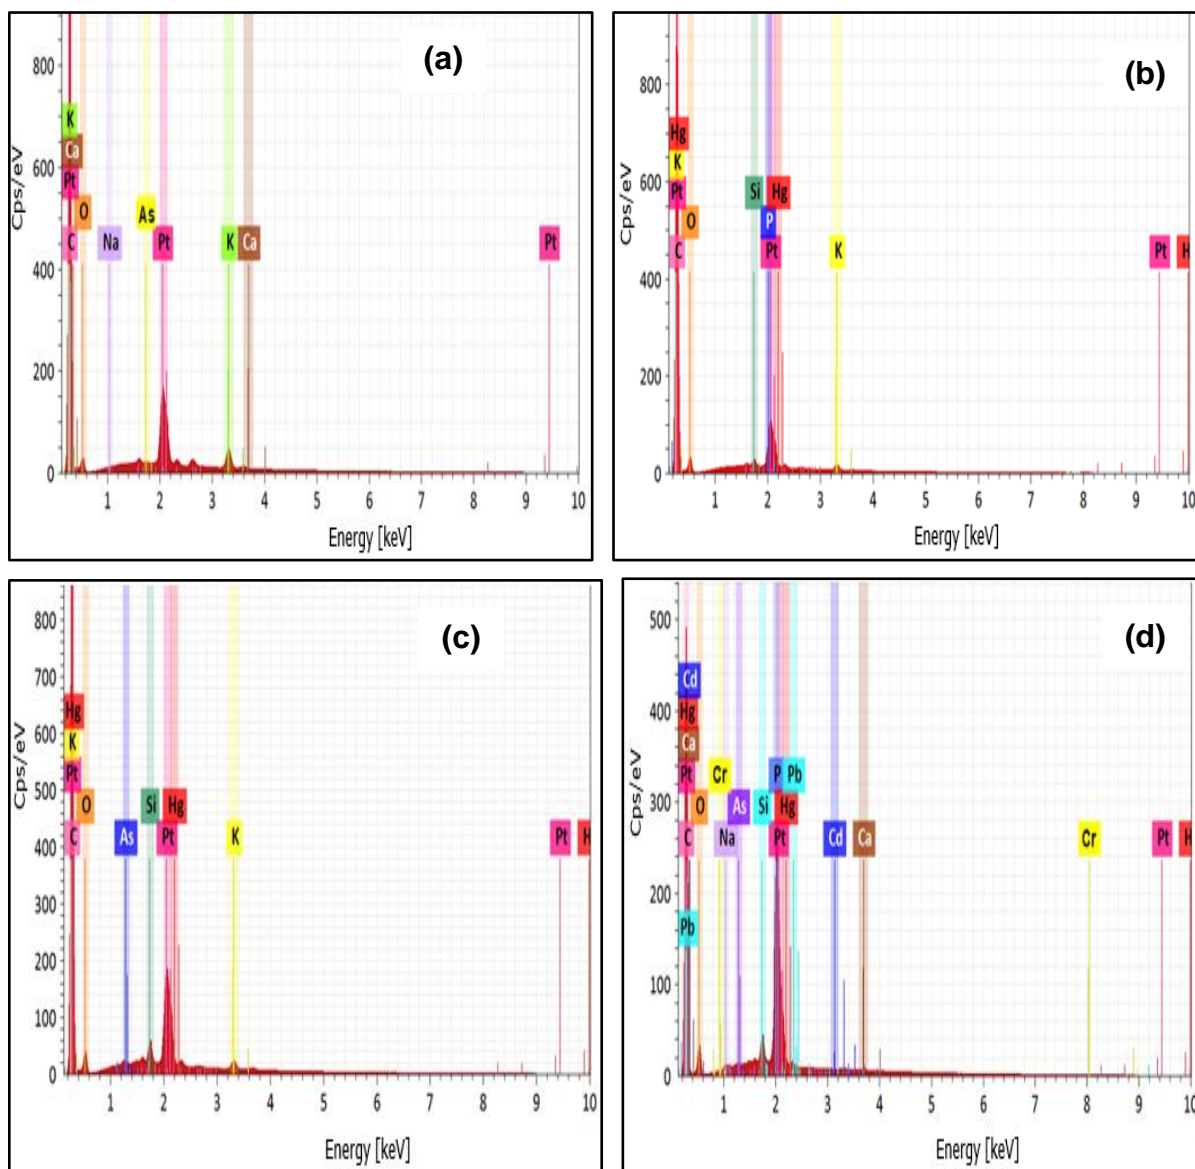 (a)
Cps/eV
800
600
400
200
0
K
Ca
Pt
O
As
C
Na
Pt
K
Ca
Pt
1 2 3 4 5 6 7 8 9 10
Energy [keV]
(b)
Cps/eV
800
600
400
200
0
Hg
K
Pt
Si
Hg
O
P
C
Pt
K
Pt
H
1 2 3 4 5 6 7 8 9 10
Energy [keV]
(c)
Cps/eV
800
700
600
500
400
300
200
100
0
Hg
K
Pt
O
Si
Hg
C
As
Pt
K
Pt
H
1 2 3 4 5 6 7 8 9 10
Energy [keV]
(d)
Cps/eV
500
400
300
200
100
0
Cd
Hg
Ca
Pt
Cr
P
Pb
O
As
Si
Hg
C
Na
Pt
Cd
Ca
Cr
Pt
H
Pb
1 2 3 4 5 6 7 8 9 10
Energy [keV]